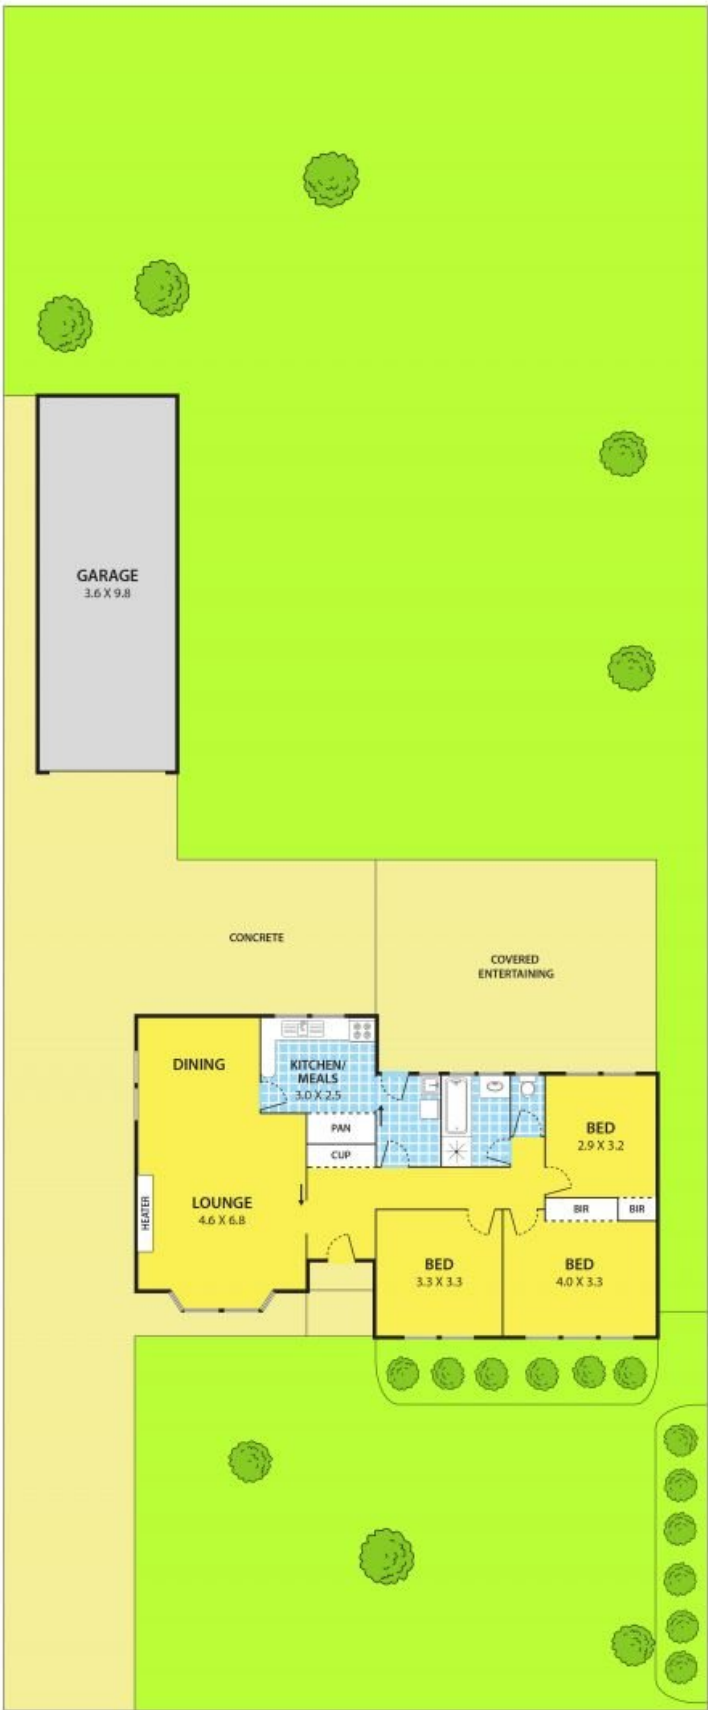 GARAGE
3.6 X 9.8
CONCRETE
COVERED
ENTERTAINING
DINING
KITCHEN/
MEALS
3.0 X 2.5
PAN
CUP
BED
2.9 X 3.2
HEATER
LOUNGE
4.6 X 6.8
BIR
BIR
BED
3.3 X 3.3
BED
4.0 X 3.3